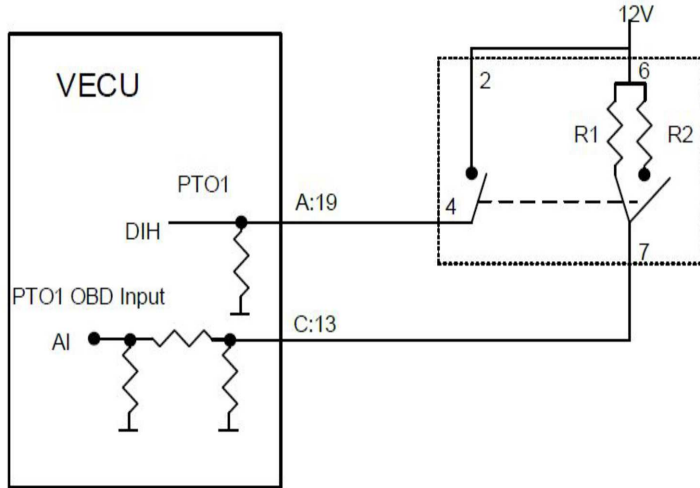 12V
VECU
2
6
R1
R2
PTO1
A:19
4
DIH
7
PTO1 OBD Input
C:13
AI